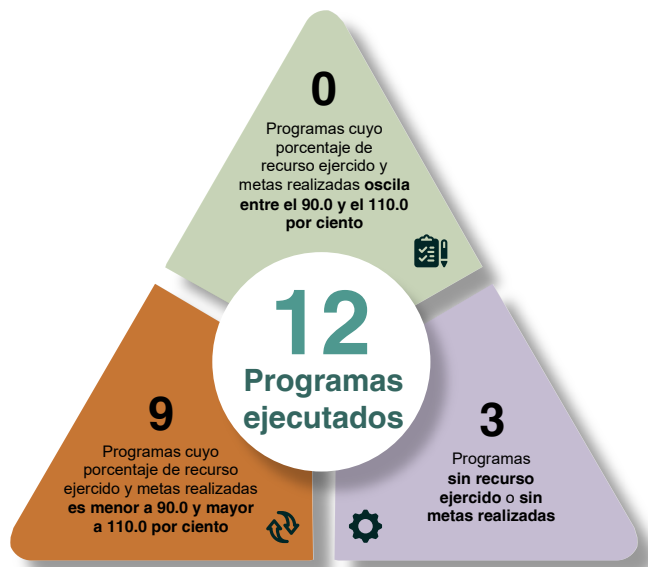 0
Programas cuyo
porcentaje de
recurso ejercido y
metas realizadas oscila
entre el 90.0 y el 110.0
por ciento
12
Programas
ejecutados
9
Programas cuyo
porcentaje de recurso
ejercido y metas realizadas
es menor a 90.0 y mayor
a 110.0 por ciento
3
Programas
sin recurso
ejercido o sin
metas realizadas